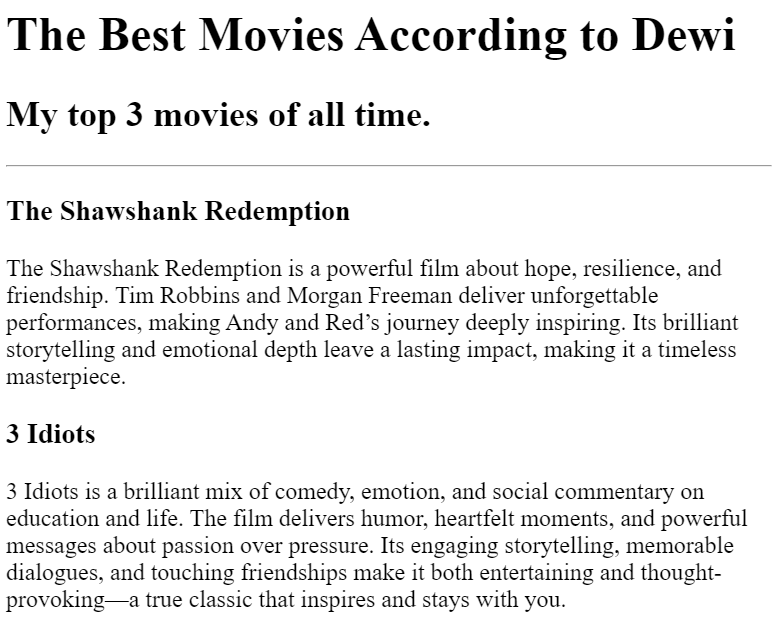 The Best Movies According to Dewi
My top 3 movies of all time.
The Shawshank Redemption
The Shawshank Redemption is a powerful film about hope, resilience, and
friendship. Tim Robbins and Morgan Freeman deliver unforgettable
performances, making Andy and Red’s journey deeply inspiring. Its brilliant
storytelling and emotional depth leave a lasting impact, making it a timeless
masterpiece.
3 Idiots
3 Idiots is a brilliant mix of comedy, emotion, and social commentary on
education and life. The film delivers humor, heartfelt moments, and powerful
messages about passion over pressure. Its engaging storytelling, memorable
dialogues, and touching friendships make it both entertaining and thought-
provoking—a true classic that inspires and stays with you.